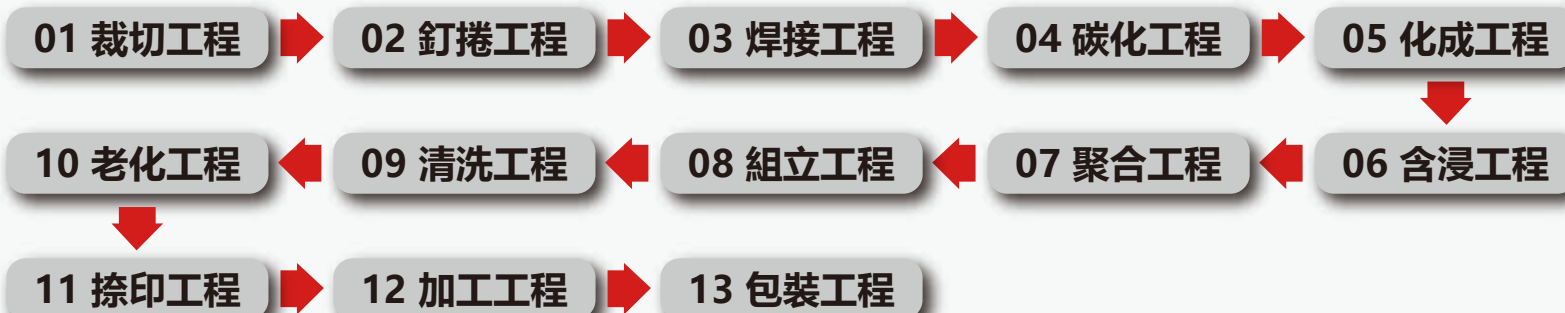 01 裁切工程
02 釘捲工程
03 焊接工程
04 碳化工程
05 化成工程
06 含浸工程
07 聚合工程
08 組立工程
09 清洗工程
10 老化工程
11 捺印工程
12 加工工程
13 包裝工程